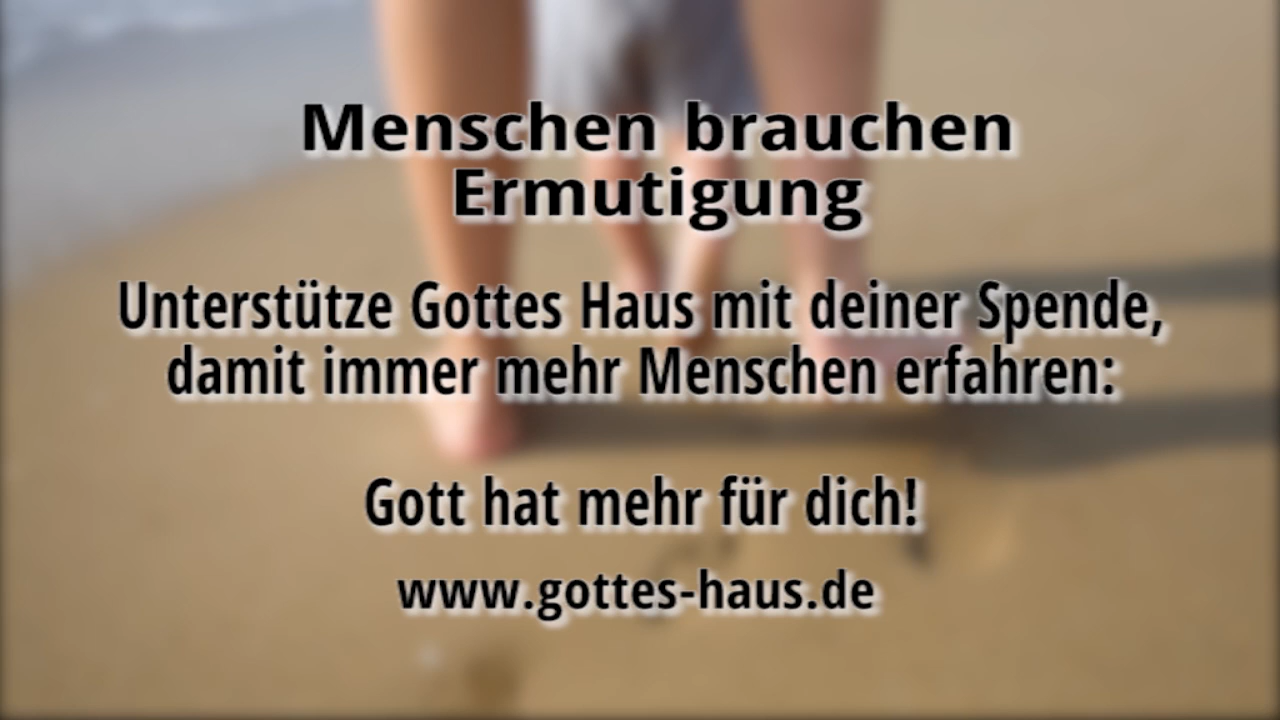 Menschen brauchen
Ermutigung
Unterstütze Gottes Haus mit deiner Spende,
damit immer mehr Menschen erfahren:
Gott hat mehr für dich!
www.gottes-haus.de